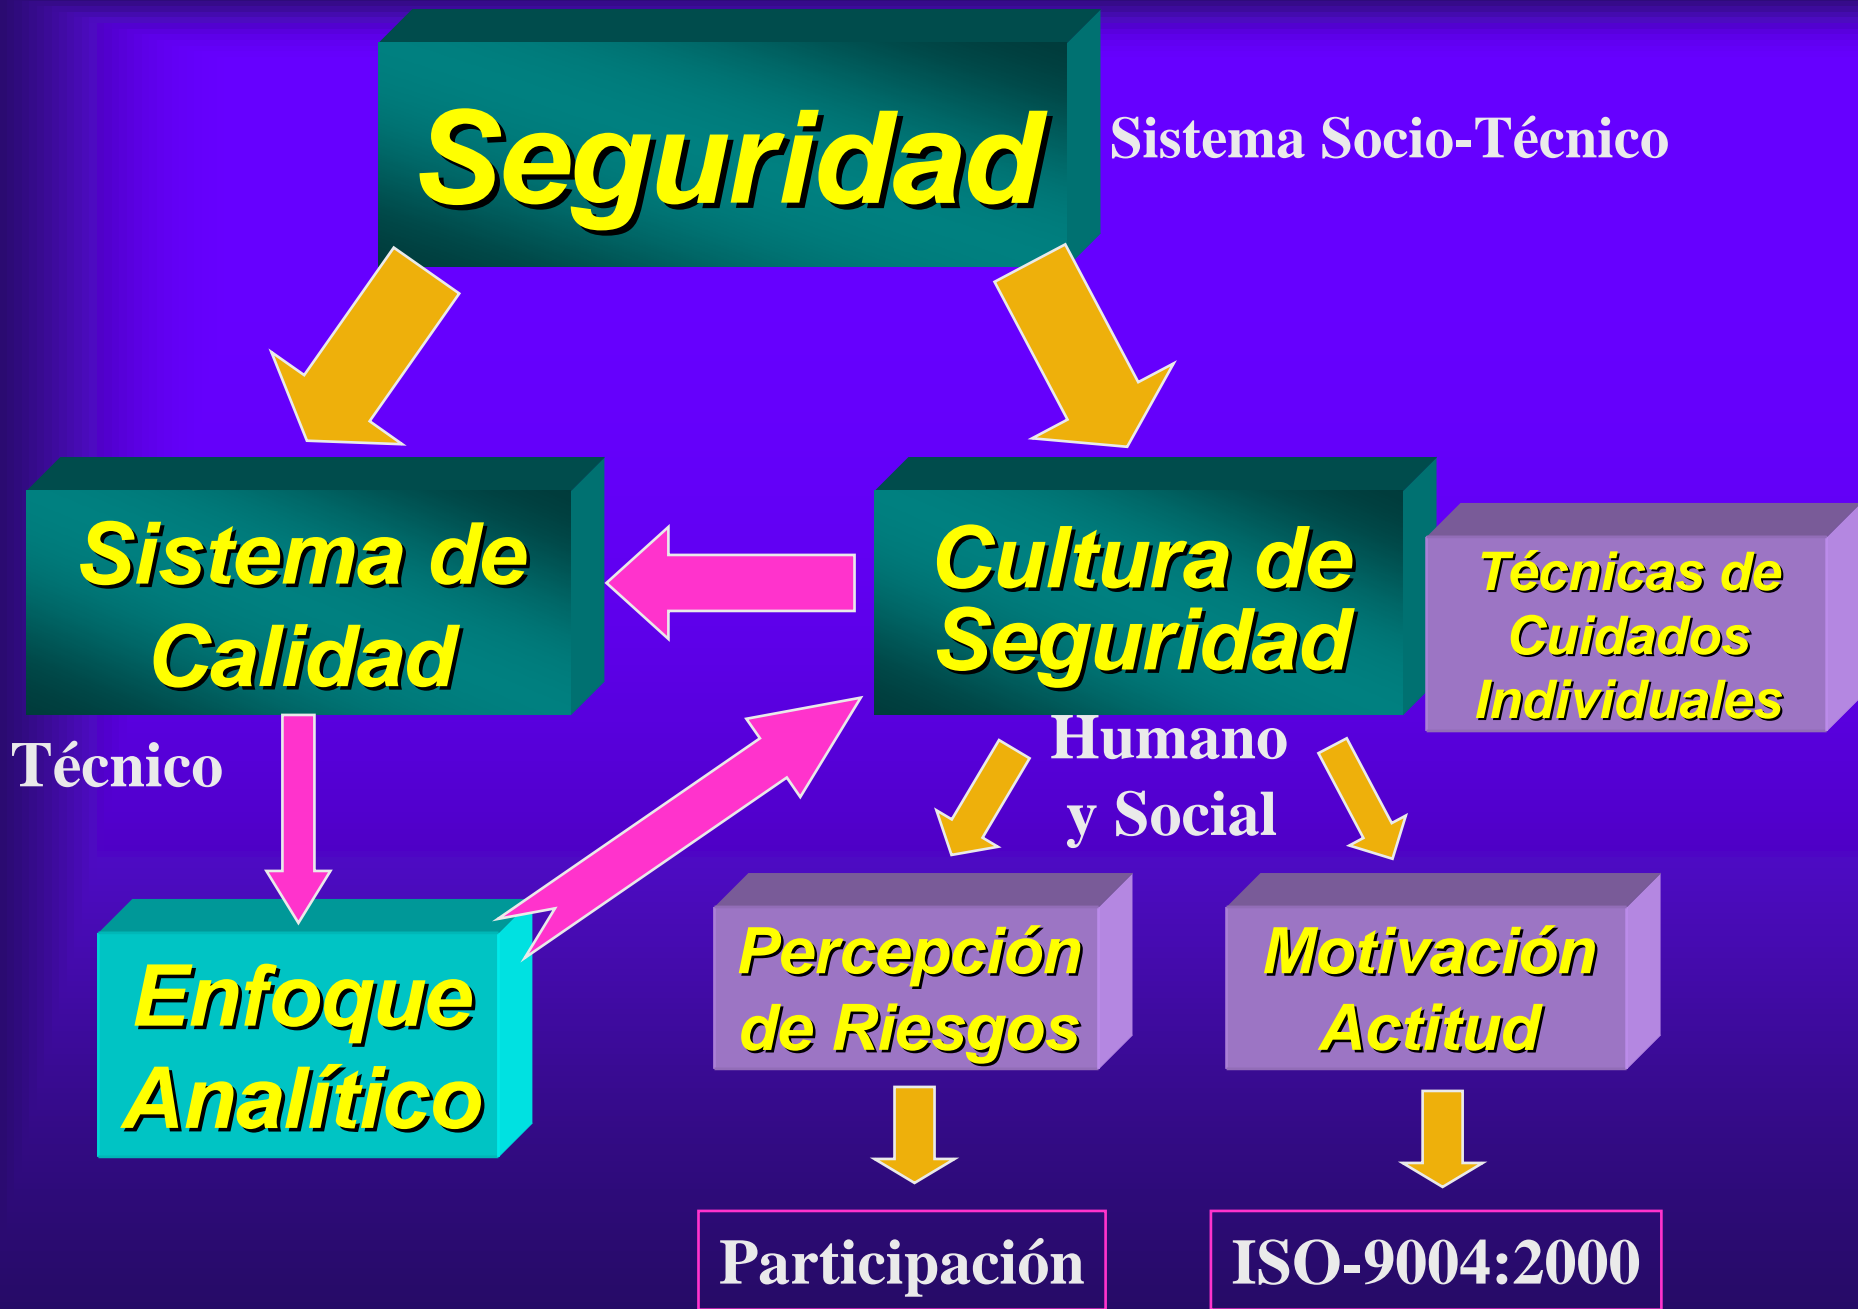 Seguridad
Sistema Socio-Técnico
Sistema de
Calidad
Cultura de
Seguridad
Técnicas de
Cuidados
Individuales
Técnico
Humano
y Social
Enfoque
Analítico
Percepción
de Riesgos
Motivación
Actitud
Participación
ISO-9004:2000